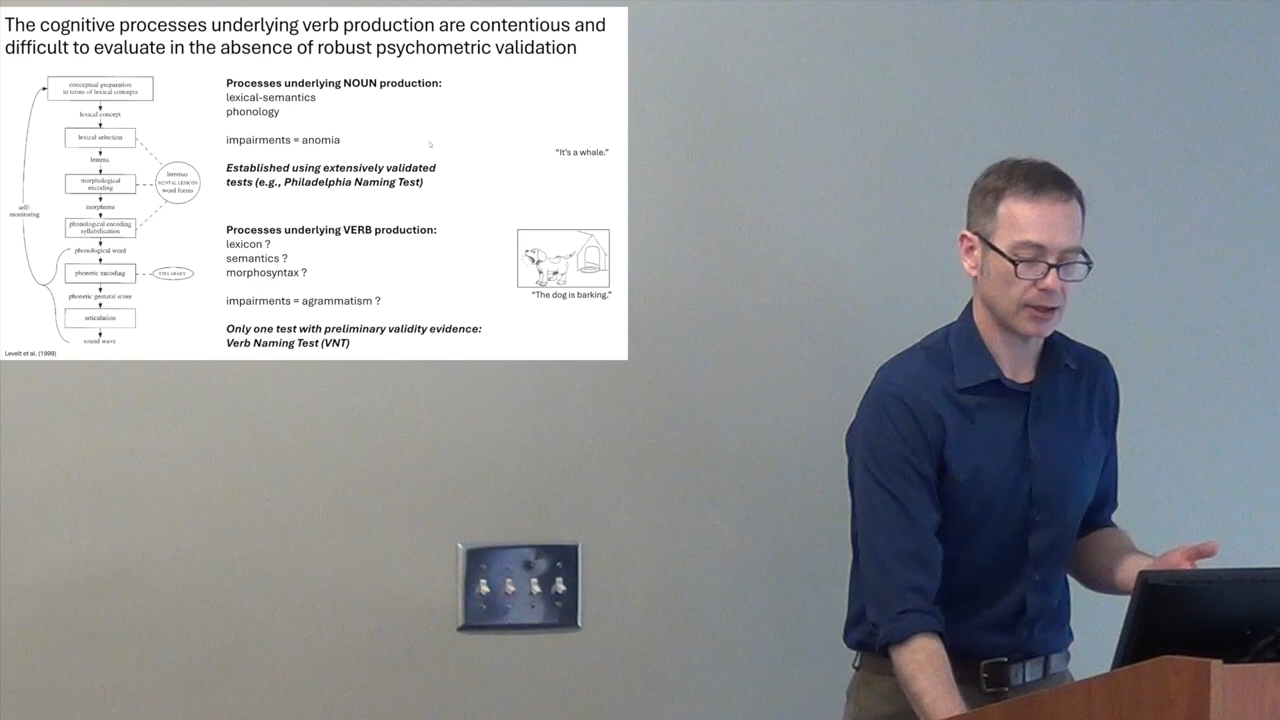 The cognitive processes underlying verb production are contentious and
difficult to evaluate in the absence of robust psychometric validation
conceptual preparation
in terms of lexical concepts
lexical concept
lexical selection
lemma
lemmas
MENTAL LEXICON
word forms
morphological
encoding
morpheme
self-
monitoring
phonological encoding
syllabification
phonological word
phonetic encoding
SYLLABARY
phonetic gestural score
articulation
sound wave
Levelt et al. (1999)
Processes underlying NOUN production:
lexical-semantics
phonology
impairments = anomia
Established using extensively validated
tests (e.g., Philadelphia Naming Test)
"It's a whale."
Processes underlying VERB production:
lexicon ?
semantics ?
morphosyntax ?
impairments = agrammatism ?
Only one test with preliminary validity evidence:
Verb Naming Test (VNT)
"The dog is barking."